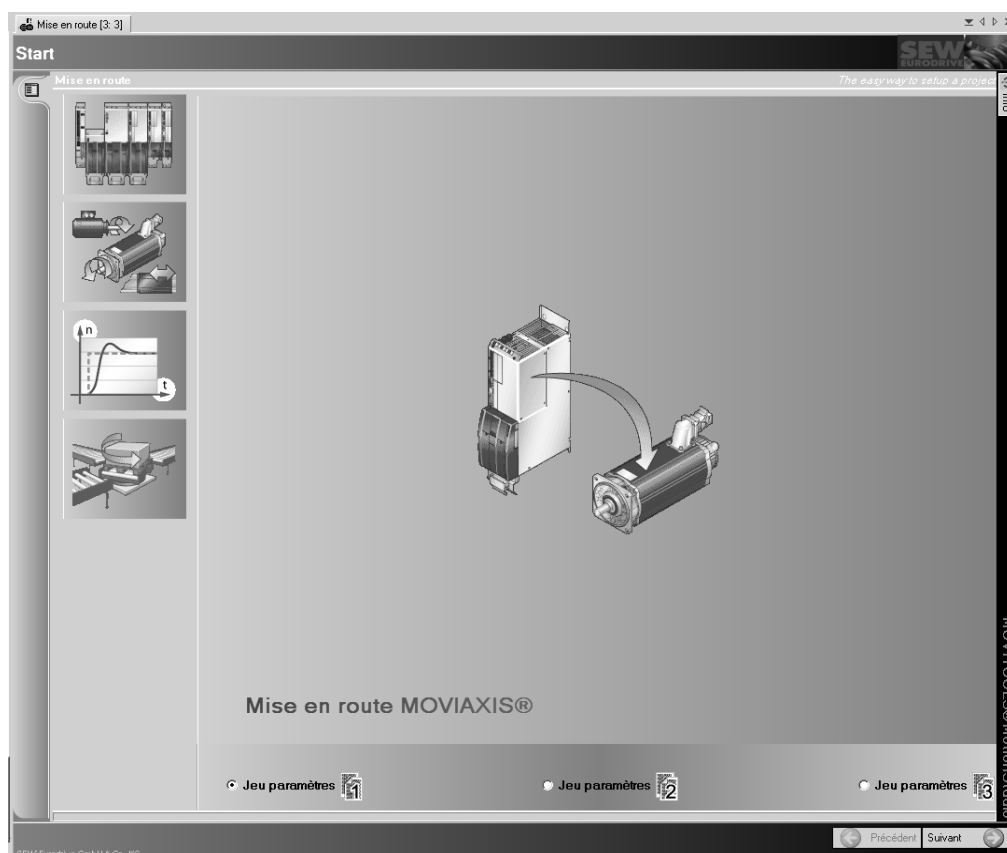 Mise en route [3: 3]
Start
SEW
EURODRIVE
Mise en route
The easy way to setup a project
n
t
Mise en route MOVIAXIS®
Jeu paramètres 1
Jeu paramètres 2
Jeu paramètres 3
Précédent
Suivant